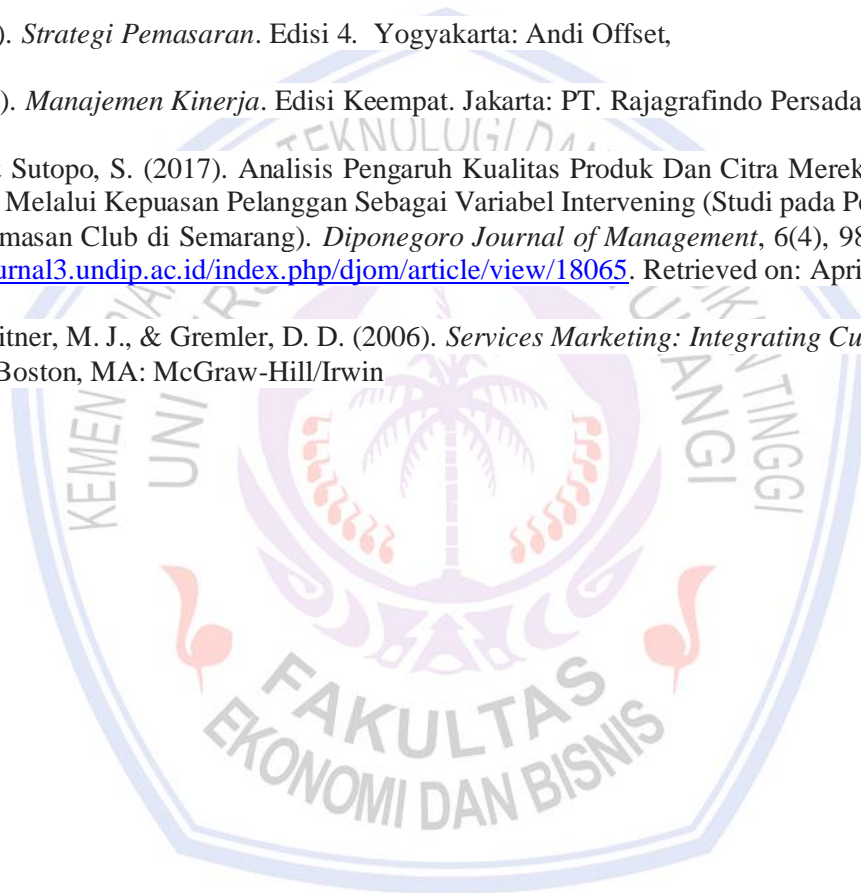 ). Strategi Pemasaran. Edisi 4. Yogyakarta: Andi Offset,
). Manajemen Kinerja. Edisi Keempat. Jakarta: PT. Rajagrafindo Persada
Sutopo, S. (2017). Analisis Pengaruh Kualitas Produk Dan Citra Merek
Melalui Kepuasan Pelanggan Sebagai Variabel Intervening (Studi pada
masan Club di Semarang). Diponegoro Journal of Management, 6(4), 98
urnal3.undip.ac.id/index.php/djom/article/view/18065. Retrieved on: Apri
itner, M. J., & Gremler, D. D. (2006). Services Marketing: Integrating Cu
Boston, MA: McGraw-Hill/Irwin
TEKNOLOGI DAN
KEMEN
TINGGI
UNI
ANGI
FAKULTAS
EKONOMI DAN BISNIS